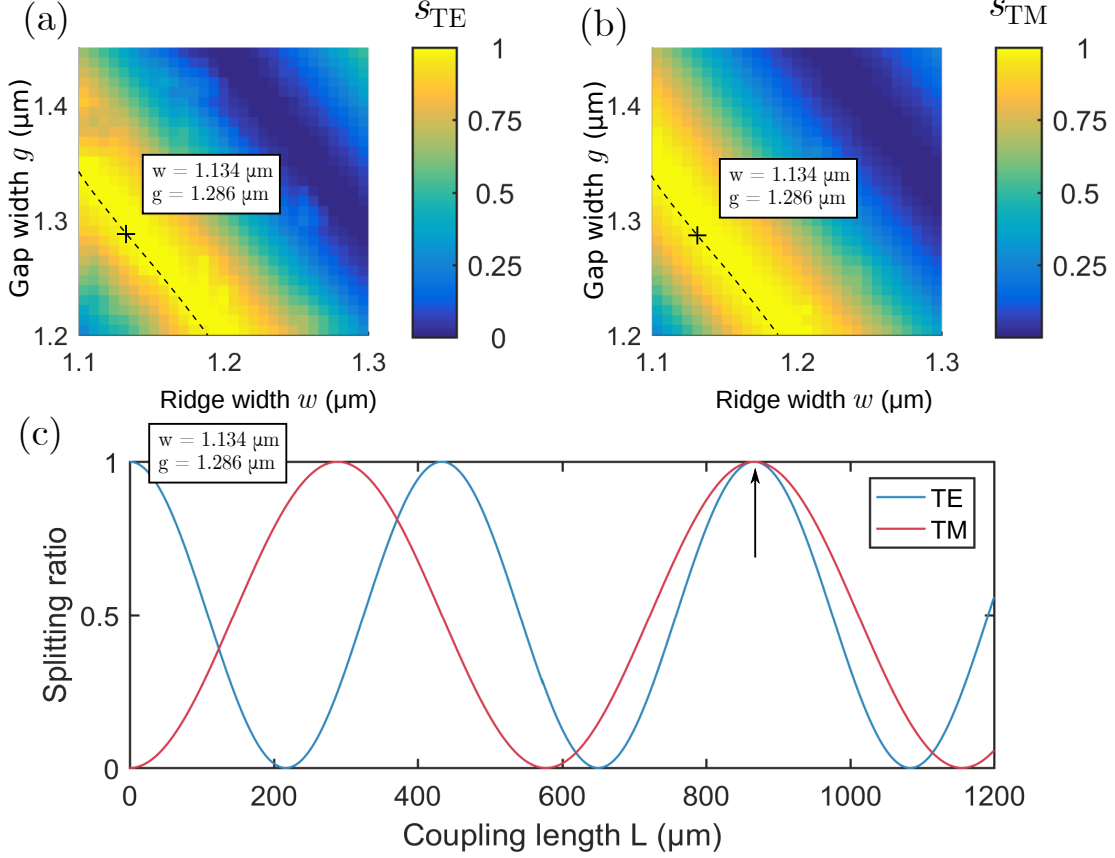 (a)
s_TE
1
0.75
0.5
0.25
0
Gap width g (μm)
1.4
1.3
1.2
w = 1.134 μm
g = 1.286 μm
1.1
1.2
1.3
Ridge width w (μm)
(b)
s_TM
1
0.75
0.5
0.25
Gap width g (μm)
1.4
1.3
1.2
w = 1.134 μm
g = 1.286 μm
1.1
1.2
1.3
Ridge width w (μm)
(c)
w = 1.134 μm
g = 1.286 μm
Splitting ratio
1
0.5
0
TE
TM
0
200
400
600
800
1000
1200
Coupling length L (μm)